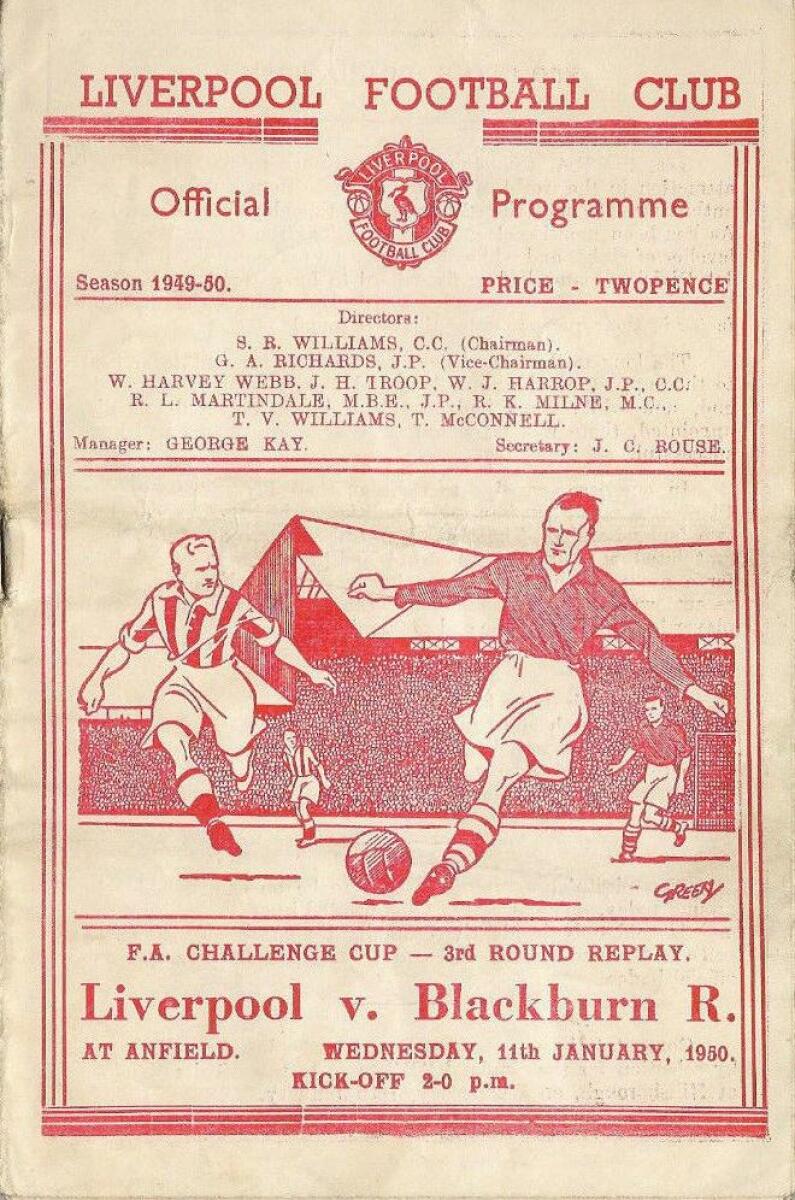 LIVERPOOL FOOTBALL CLUB
Official Programme
LIVERPOOL
FOOTBALL CLUB
Season 1949-50. PRICE - TWOPENCE
Directors:
S. R. WILLIAMS, C.C. (Chairman).
G. A. RICHARDS, J.P. (Vice-Chairman).
W. HARVEY WEBB, J. H. TROOP, W. J. HARROP, J.P., C.C.
R. L. MARTINDALE, M.B.E., J.P., R. K. MILNE, M.C.,
T. V. WILLIAMS, T. McCONNELL.
Manager: GEORGE KAY. Secretary: J. C. ROUSE.
GREEN
F.A. CHALLENGE CUP — 3rd ROUND REPLAY.
Liverpool v. Blackburn R.
AT ANFIELD. WEDNESDAY, 11th JANUARY, 1950.
KICK-OFF 2-0 p.m.